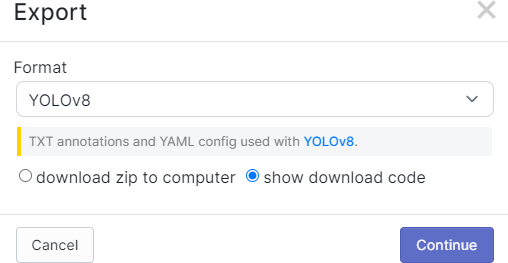 Export
Format
YOLOv8
TXT annotations and YAML config used with YOLOv8.
download zip to computer show download code
Cancel Continue